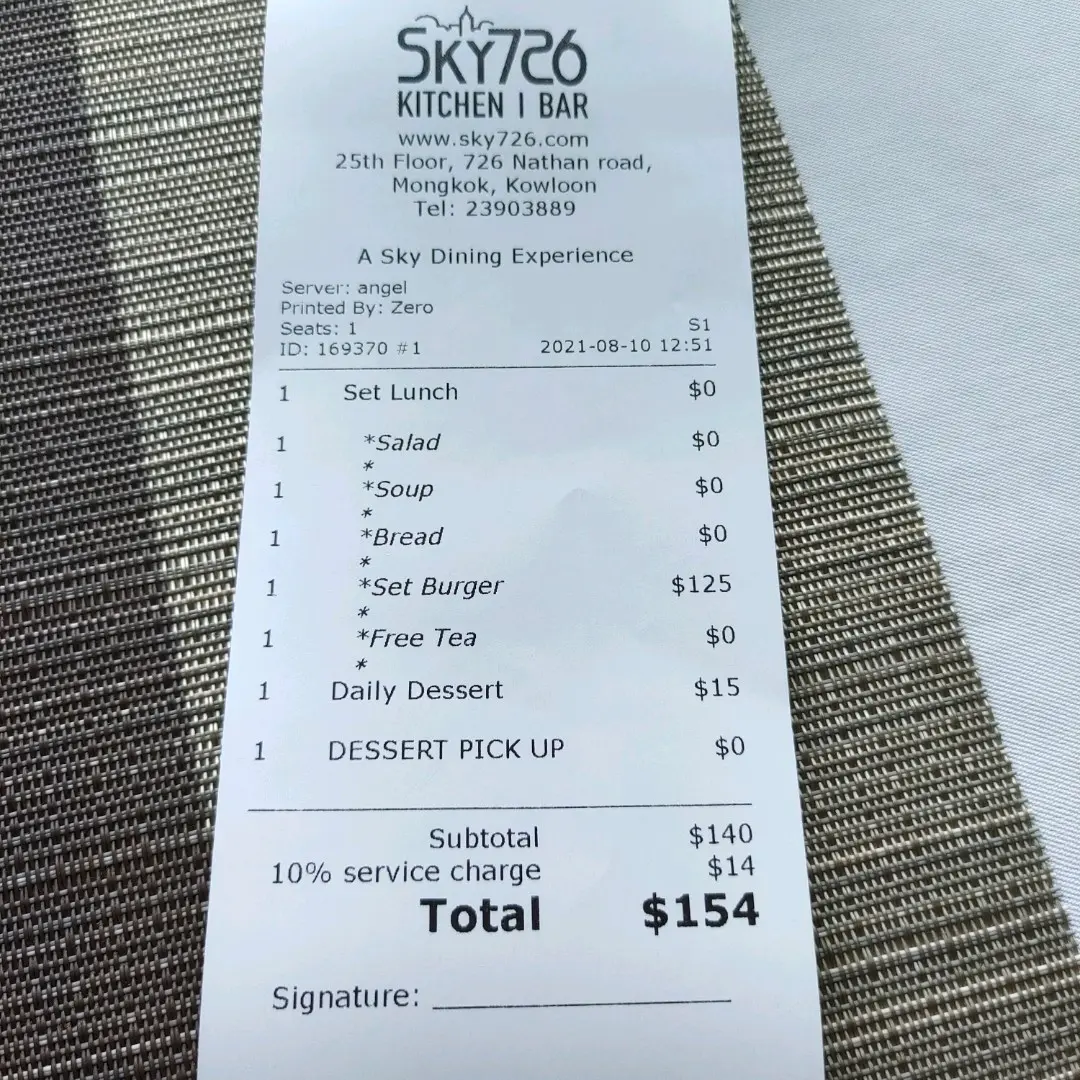 SKY726
KITCHEN | BAR
www.sky726.com
25th Floor, 726 Nathan road,
Mongkok, Kowloon
Tel: 23903889
A Sky Dining Experience
Server: angel
Printed By: Zero
Seats: 1 S1
ID: 169370 #1 2021-08-10 12:51
1 Set Lunch $0
1 *Salad $0
*
1 *Soup $0
*
1 *Bread $0
*
1 *Set Burger $125
*
1 *Free Tea $0
*
1 Daily Dessert $15
1 DESSERT PICK UP $0
Subtotal $140
10% service charge $14
Total $154
Signature: